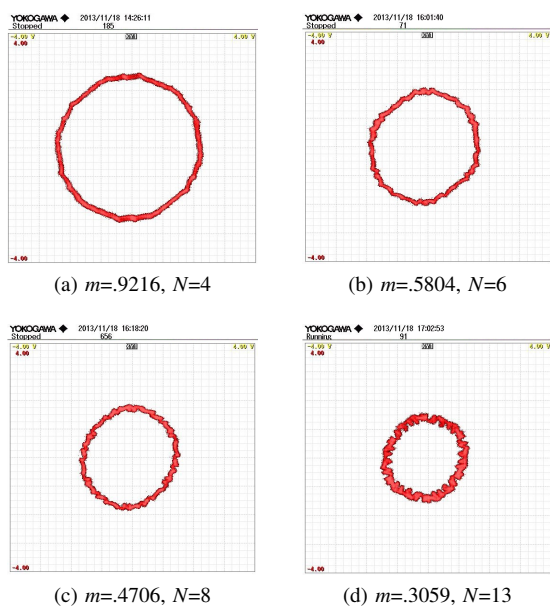 YOKOGAWA ◆ 2013/11/18 14:26:11
Stopped 185
-4.00 V 4.00 V
4.00
-4.00
(a) m=.9216, N=4
YOKOGAWA ◆ 2013/11/18 16:01:40
Stopped 71
-4.00 V 4.00 V
4.00
-4.00
(b) m=.5804, N=6
YOKOGAWA ◆ 2013/11/18 16:18:20
Stopped 656
-4.00 V 4.00 V
4.00
-4.00
(c) m=.4706, N=8
YOKOGAWA ◆ 2013/11/18 17:02:53
Running 91
-4.00 V 4.00 V
4.00
-4.00
(d) m=.3059, N=13